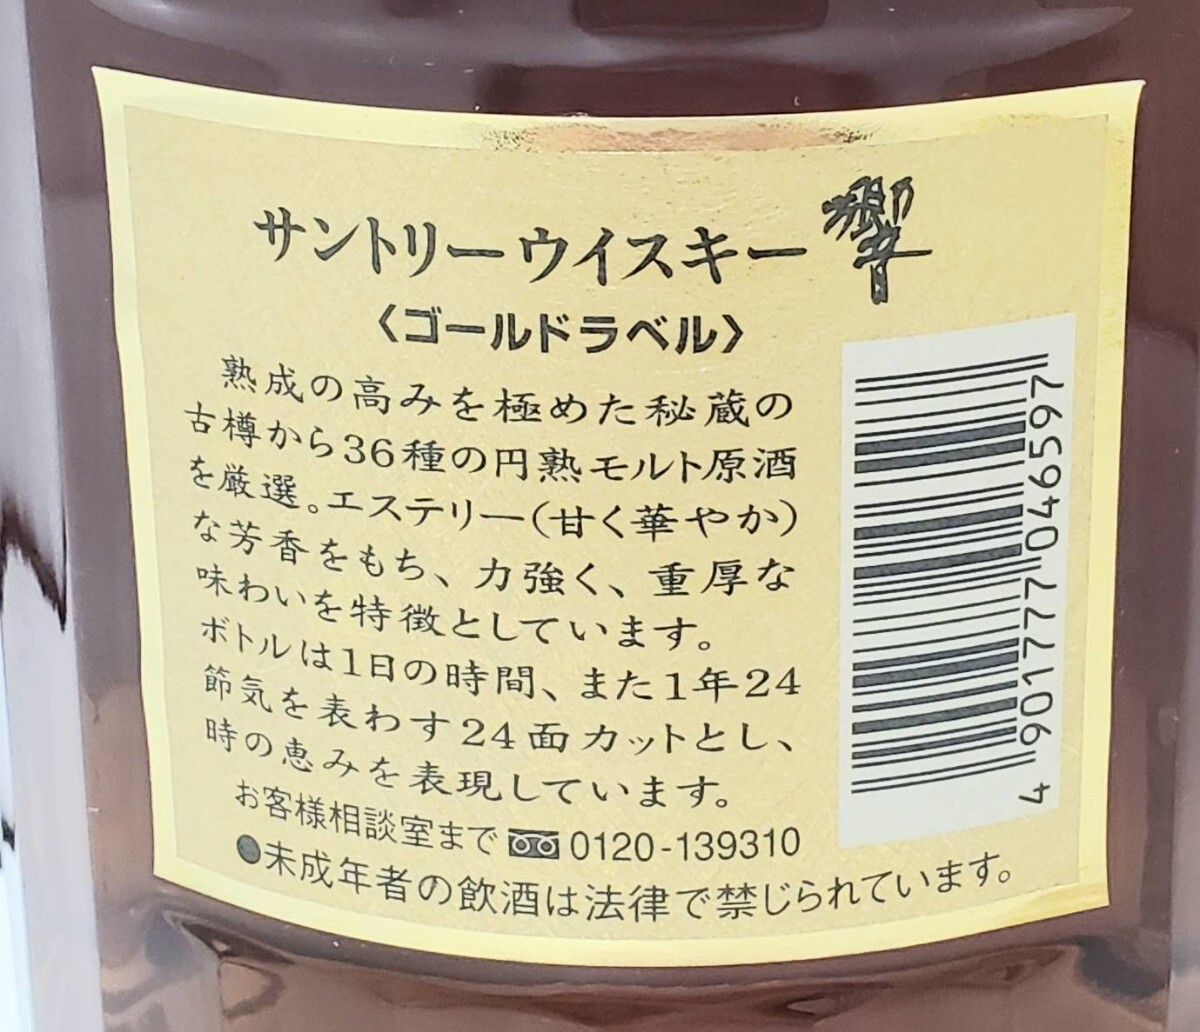 サントリーウイスキー 響
〈ゴールドラベル〉
熟成の高みを極めた秘蔵の
古樽から36種の円熟モルト原酒
を厳選。エステリー(甘く華やか)
な芳香をもち、力強く、重厚な
味わいを特徴としています。
ボトルは1日の時間、また1年24
節気を表わす24面カットとし、
時の恵みを表現しています。
お客様相談室まで 0120-139310
●未成年者の飲酒は法律で禁じられています。
4 901777 046597